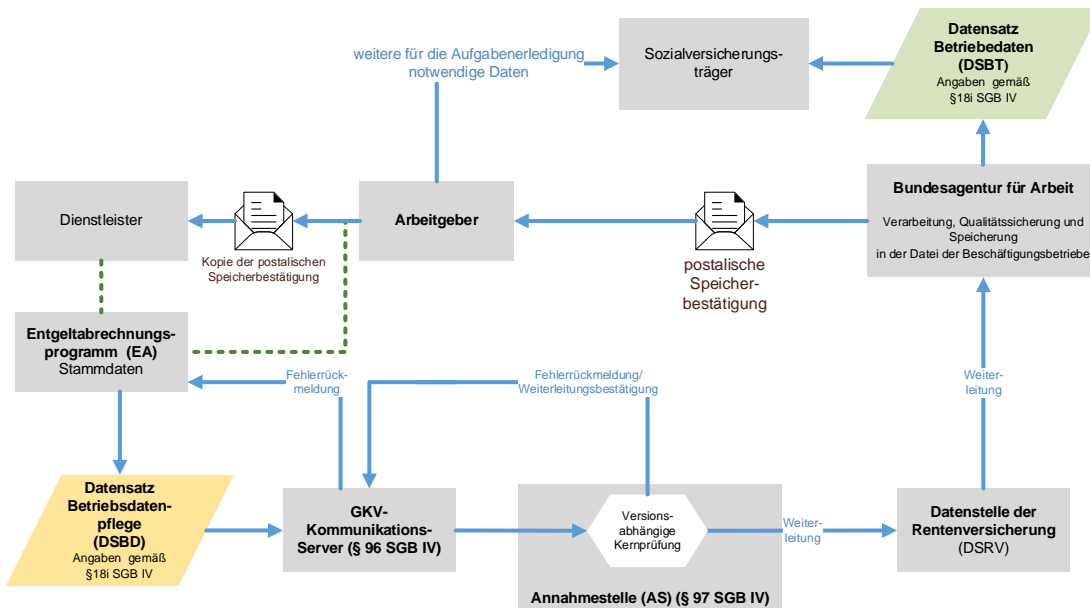 weitere für die Aufgabenerledigung
notwendige Daten
Sozialversicherungs-
träger
Datensatz
Betriebedaten
(DSBT)
Angaben gemäß
§18i SGB IV
Dienstleister
Kopie der postalischen
Speicherbestätigung
Arbeitgeber
postalische
Speicher-
bestätigung
Bundesagentur für Arbeit
Verarbeitung, Qualitätssicherung und
Speicherung
in der Datei der Beschäftigungsbetriebe
Entgeltabrechnungs-
programm (EA)
Stammdaten
Fehlerrück-
meldung
Fehlerrückmeldung/
Weiterleitungsbestätigung
Weiter-
leitung
Datensatz
Betriebsdaten-
pflege
(DSBD)
Angaben gemäß
§18i SGB IV
GKV-
Kommunikations-
Server (§ 96 SGB IV)
Versions-
abhängige
Kernprüfung
Weiter-
leitung
Datenstelle der
Rentenversicherung
(DSRV)
Annahmestelle (AS) (§ 97 SGB IV)